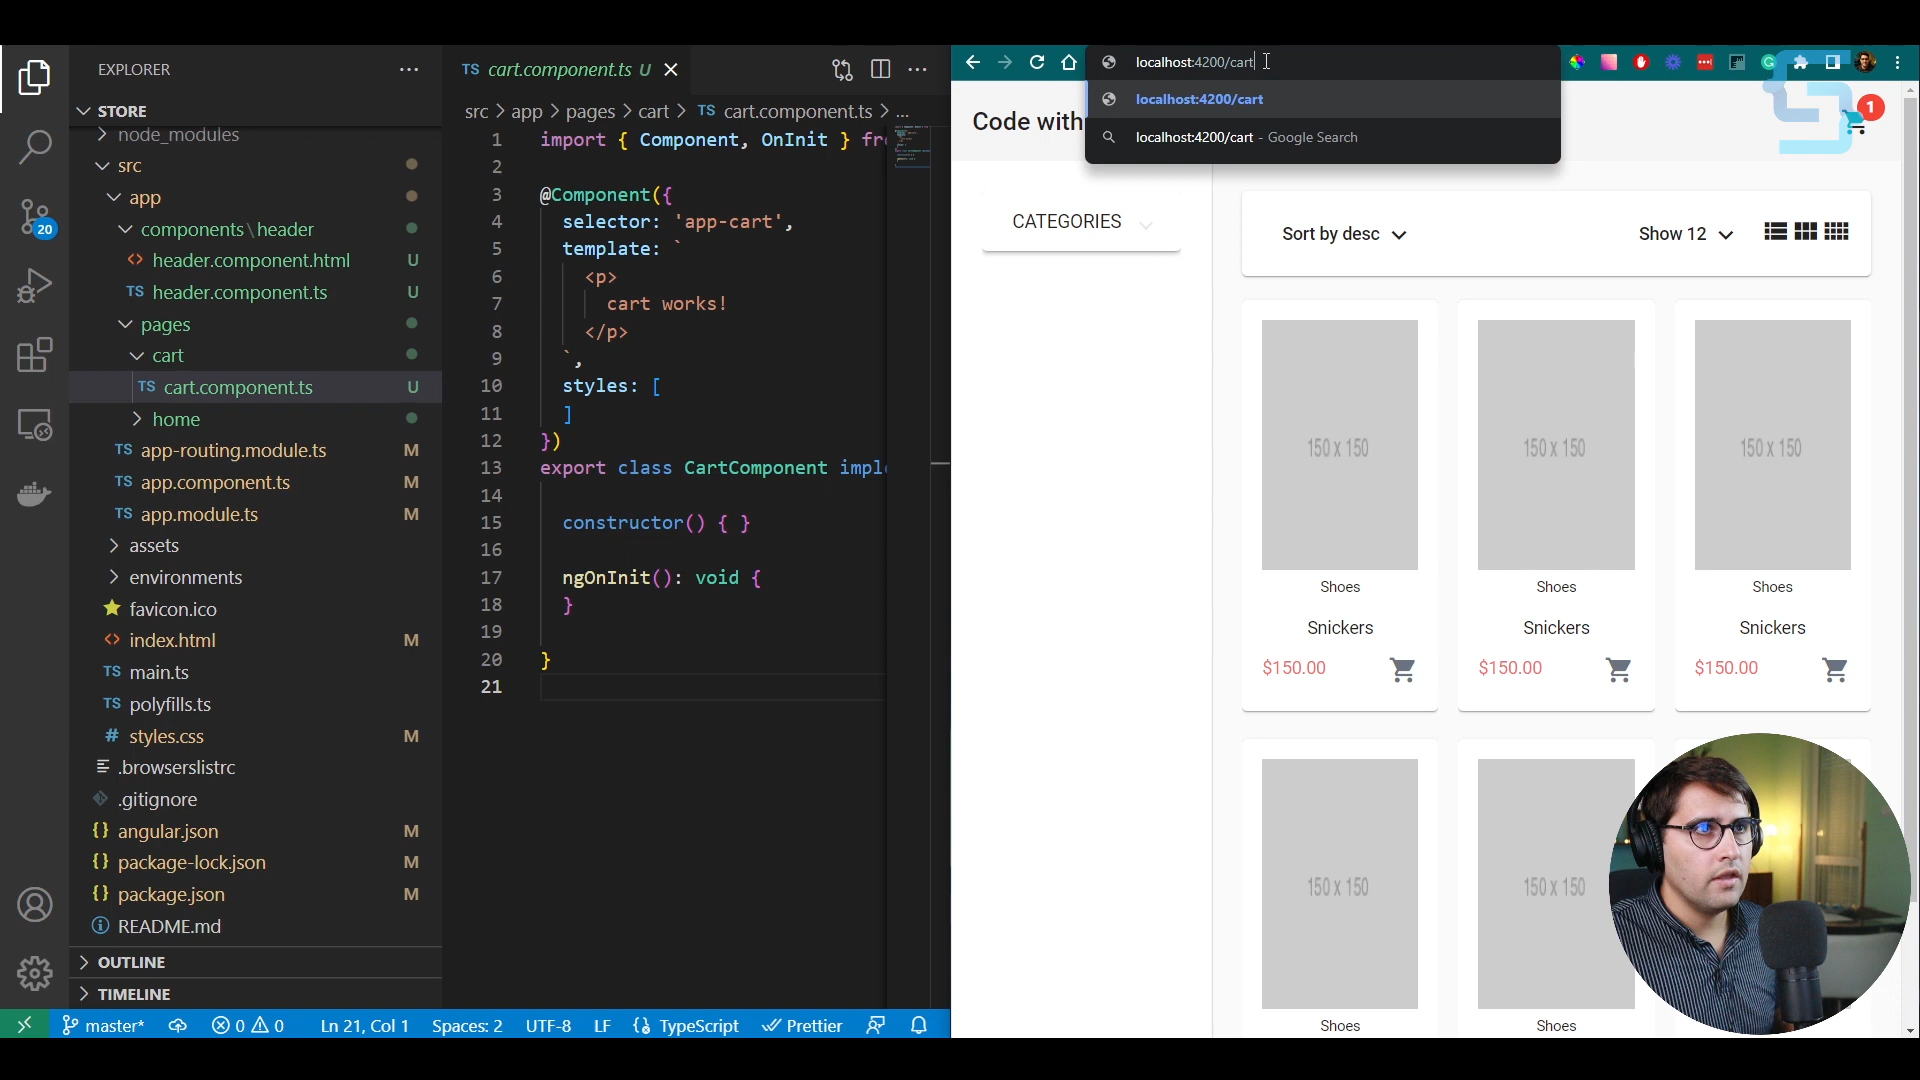 EXPLORER
STORE
node_modules
src
app
components\header
header.component.html U
TS header.component.ts U
pages
cart
TS cart.component.ts U
home
TS app-routing.module.ts M
TS app.component.ts M
TS app.module.ts M
assets
environments
favicon.ico
index.html M
TS main.ts
TS polyfills.ts
# styles.css M
.browserslistrc
.gitignore
{} angular.json M
{} package-lock.json M
{} package.json M
README.md
OUTLINE
TIMELINE
20
TS cart.component.ts U
src > app > pages > cart > TS cart.component.ts > ...
1 import { Component, OnInit } fr
2
3 @Component({
4 selector: 'app-cart',
5 template: `
6 <p>
7 cart works!
8 </p>
9 `,
10 styles: [
11 ]
12 })
13 export class CartComponent impl
14
15 constructor() { }
16
17 ngOnInit(): void {
18 }
19
20 }
21
master* 0 0 Ln 21, Col 1 Spaces: 2 UTF-8 LF {} TypeScript Prettier
localhost:4200/cart
localhost:4200/cart
localhost:4200/cart - Google Search
Code with
1
CATEGORIES
Sort by desc
Show 12
150 x 150 150 x 150 150 x 150
Shoes Shoes Shoes
Snickers Snickers Snickers
$150.00 $150.00 $150.00
150 x 150 150 x 150
Shoes Shoes